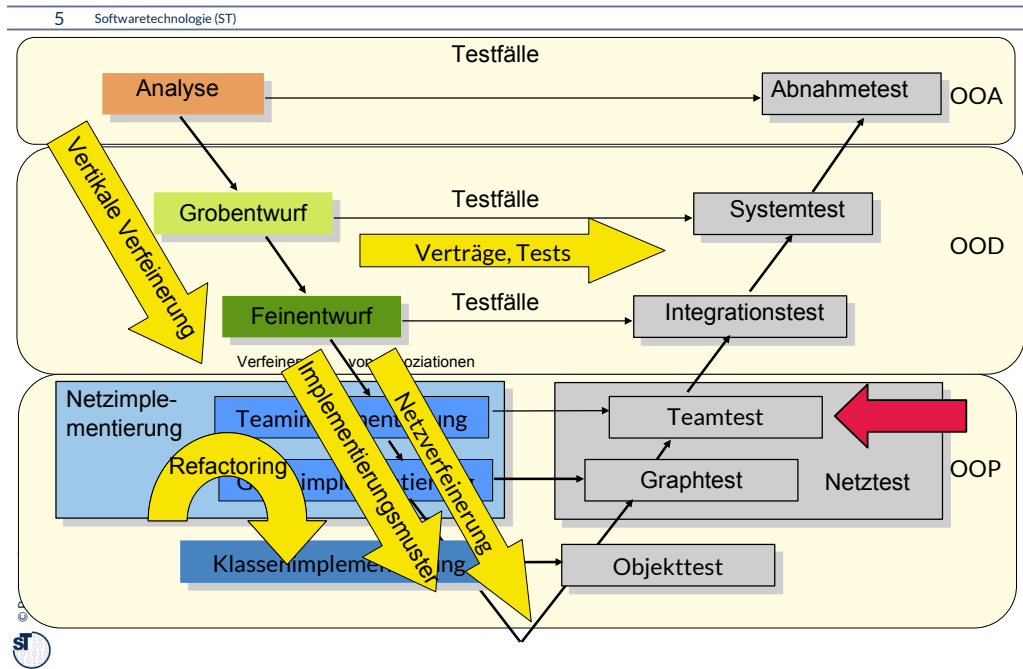 5 Softwaretechnologie (ST)
Testfälle
Analyse
Abnahmetest
OOA
Vertikale Verfeinerung
Grobentwurf
Testfälle
Systemtest
Verträge, Tests
OOD
Feinentwurf
Testfälle
Integrationstest
Implementierungsmuster
Netzverfeinerung
Netzimple-
mentierung
Teamtest
Refactoring
Graphtest
Netztest
OOP
Objekttest
©
ST